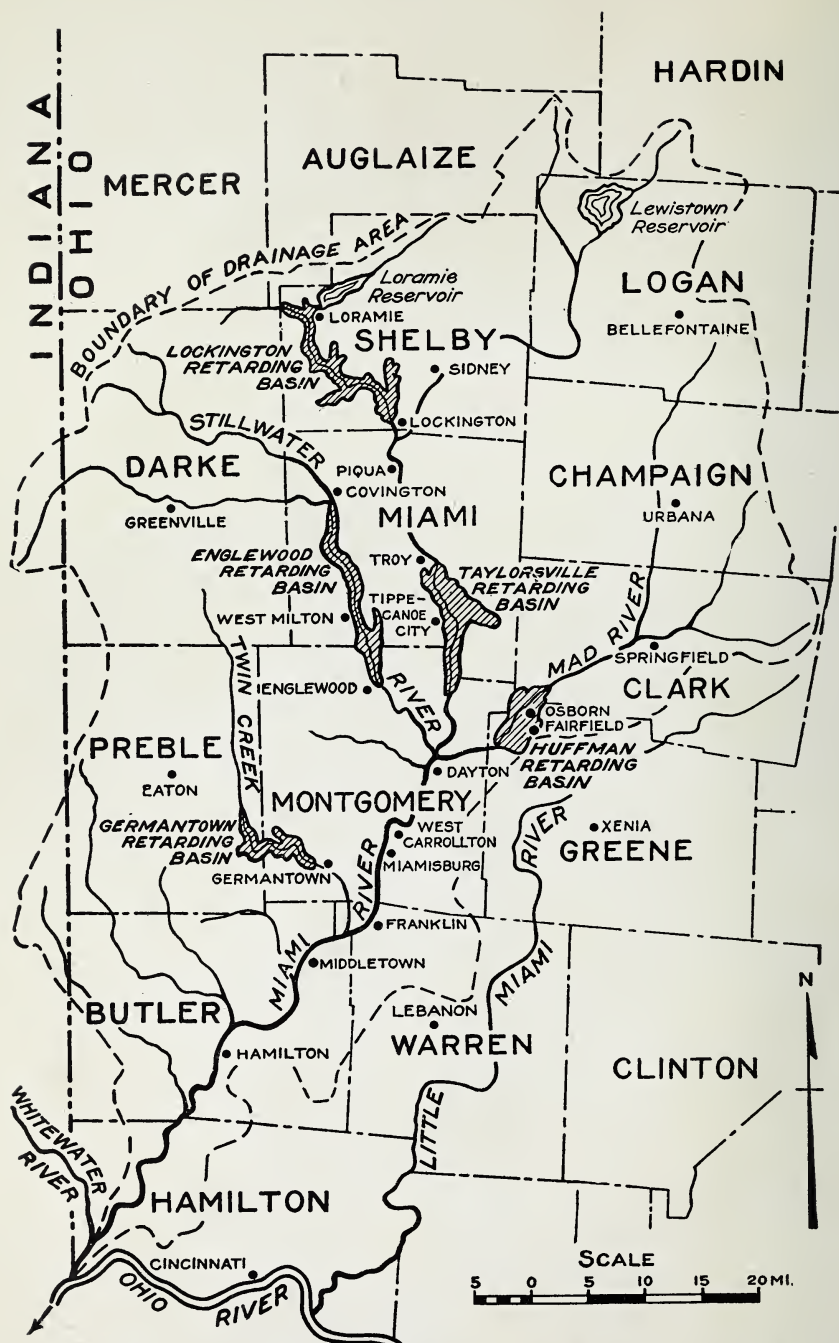 HARDIN
INDIANA
OHIO
MERCER
AUGLAIZE
Lewistown
Reservoir
BOUNDARY OF DRAINAGE AREA
Loramie
Reservoir
LOGAN
BELLEFONTAINE
LORAMIE
SHELBY
LOCKINGTON
RETARDING
BASIN
SIDNEY
LOCKINGTON
STILLWATER
DARKE
PIQUA
COVINGTON
CHAMPAIGN
URBANA
GREENVILLE
MIAMI
ENGLEWOOD
RETARDING
BASIN
TROY
TAYLORSVILLE
RETARDING
BASIN
TIPPE-
CANOE
CITY
WEST MILTON
MAD RIVER
SPRINGFIELD
CLARK
TWIN CREEK
ENGLEWOOD
RIVER
OSBORN
FAIRFIELD
HUFFMAN
RETARDING
BASIN
PREBLE
EATON
DAYTON
MONTGOMERY
GERMANTOWN
RETARDING
BASIN
WEST
CARROLLTON
MIAMISBURG
RIVER
XENIA
GREENE
GERMANTOWN
RIVER
FRANKLIN
MIAMI
MIDDLETOWN
MIAMI
N
BUTLER
LEBANON
WARREN
HAMILTON
CLINTON
WHITEWATER
RIVER
LITTLE
HAMILTON
CINCINNATI
OHIO
RIVER
SCALE
5 0 5 10 15 20 MI.